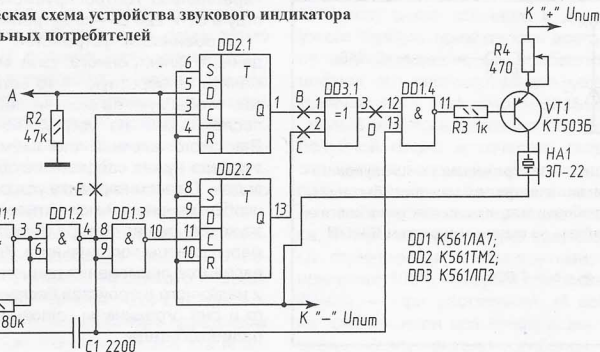 еская схема устройства звукового индикатора
льных потребителей
К "+" Uпит
DD2.1
R4
470
6
5
3
4
S
D
C
R
T
Q
1
B
1
2
C
DD3.1
=1
3
D
DD1.4
12
13
&
11
R3 1к
VT1
КТ503Б
R2
47к
HA1
ЗП-22
DD2.2
E
8
9
11
10
S
D
C
R
T
Q
13
1.1
3
DD1.2
5
6
&
4
DD1.3
8
9
&
10
DD1 К561ЛА7;
DD2 К561ТМ2;
DD3 К561ЛП2
К "–" Uпит
80к
C1 2200